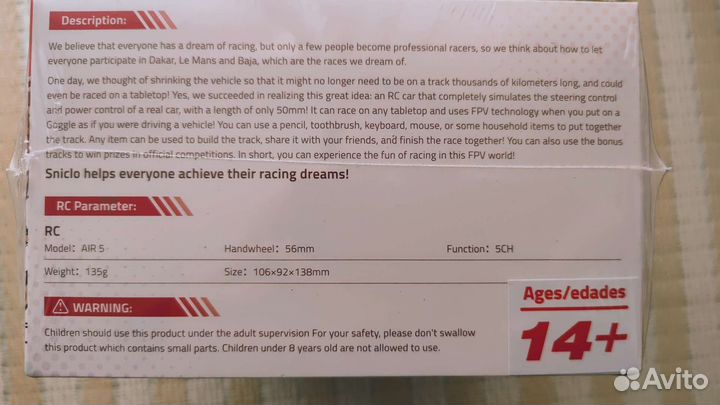 Description:
We believe that everyone has a dream of racing, but only a few people become professional racers, so we think about how to let
everyone participate in Dakar, Le Mans and Baja, which are the races we dream of.
One day, we thought of shrinking the vehicle so that it might no longer need to be on a track thousands of kilometers long, and could
even be raced on a tabletop! Yes, we succeeded in realizing this great idea: an RC car that completely simulates the steering control
and power control of a real car, with a length of only 50mm! It can race on any tabletop and uses FPV technology when you put on a
Goggle as if you were driving a vehicle! You can use a pencil, toothbrush, keyboard, mouse, or some household items to put together
the track. Any item can be used to build the track, share it with your friends, and finish the race together! You can also use the bonus
tracks to win prizes in official competitions. In short, you can experience the fun of racing in this FPV world!
Sniclo helps everyone achieve their racing dreams!
RC Parameter:
RC
Model: AIR 5 Handwheel: 56mm Function: 5CH
Weight: 135g Size: 106×92×138mm
WARNING:
Children should use this product under the adult supervision For your safety, please don't swallow
this product which contains small parts. Children under 8 years old are not allowed to use.
Ages/edades
14+
Avito